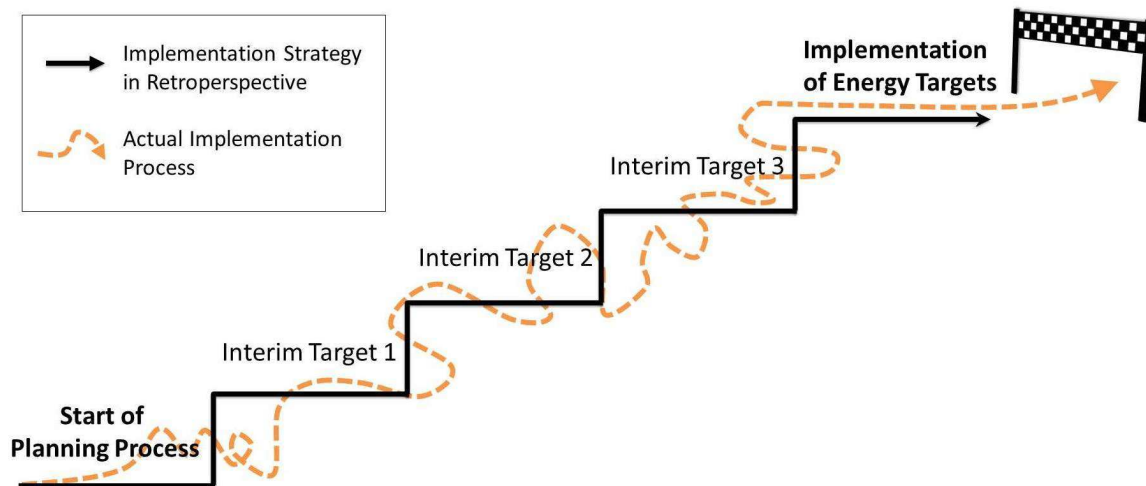 Implementation Strategy
in Retroperspective
Actual Implementation
Process
Implementation
of Energy Targets
Interim Target 3
Interim Target 2
Interim Target 1
Start of
Planning Process